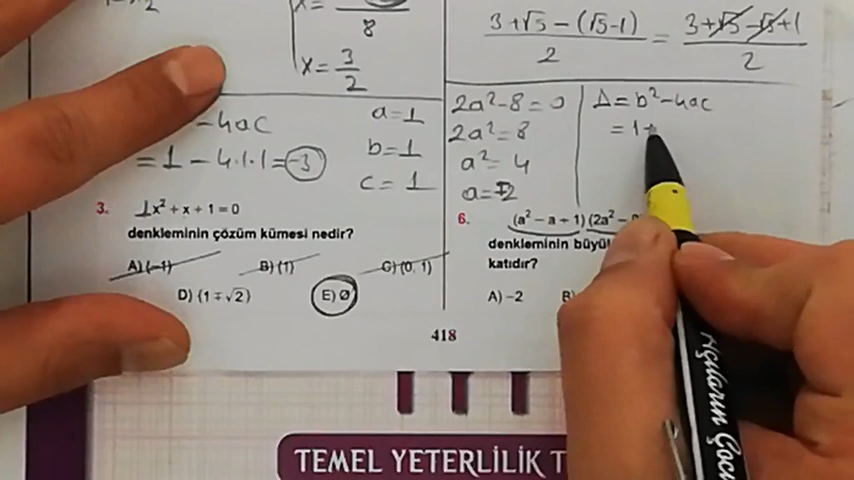 x=
8
x = 3/2
3+√5 − (√5−1) / 2 = 3+√5−√5+1 / 2
−4ac
= 1 − 4.1.1 = −3
a=1
b=1
c=1
2a²−8=0
2a²=8
a²=4
a=∓2
Δ=b²−4ac
=1
3. 1x² + x + 1 = 0
denkleminin çözüm kümesi nedir?
A) {−1} B) {1} C) {0, 1}
D) {1 ∓ √2} E) Ø
6. (a² − a + 1) (2a² −
denkleminin
katıdır?
A) −2 B)
418
TEMEL YETERLİLİK T
Açıların